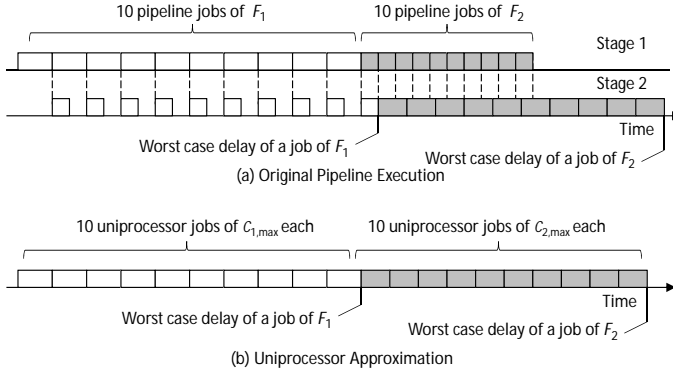 10 pipeline jobs of F1 10 pipeline jobs of F2
Stage 1
Stage 2
Time
Worst case delay of a job of F1
Worst case delay of a job of F2
(a) Original Pipeline Execution
10 uniprocessor jobs of C1,max each 10 uniprocessor jobs of C2,max each
Time
Worst case delay of a job of F1
Worst case delay of a job of F2
(b) Uniprocessor Approximation